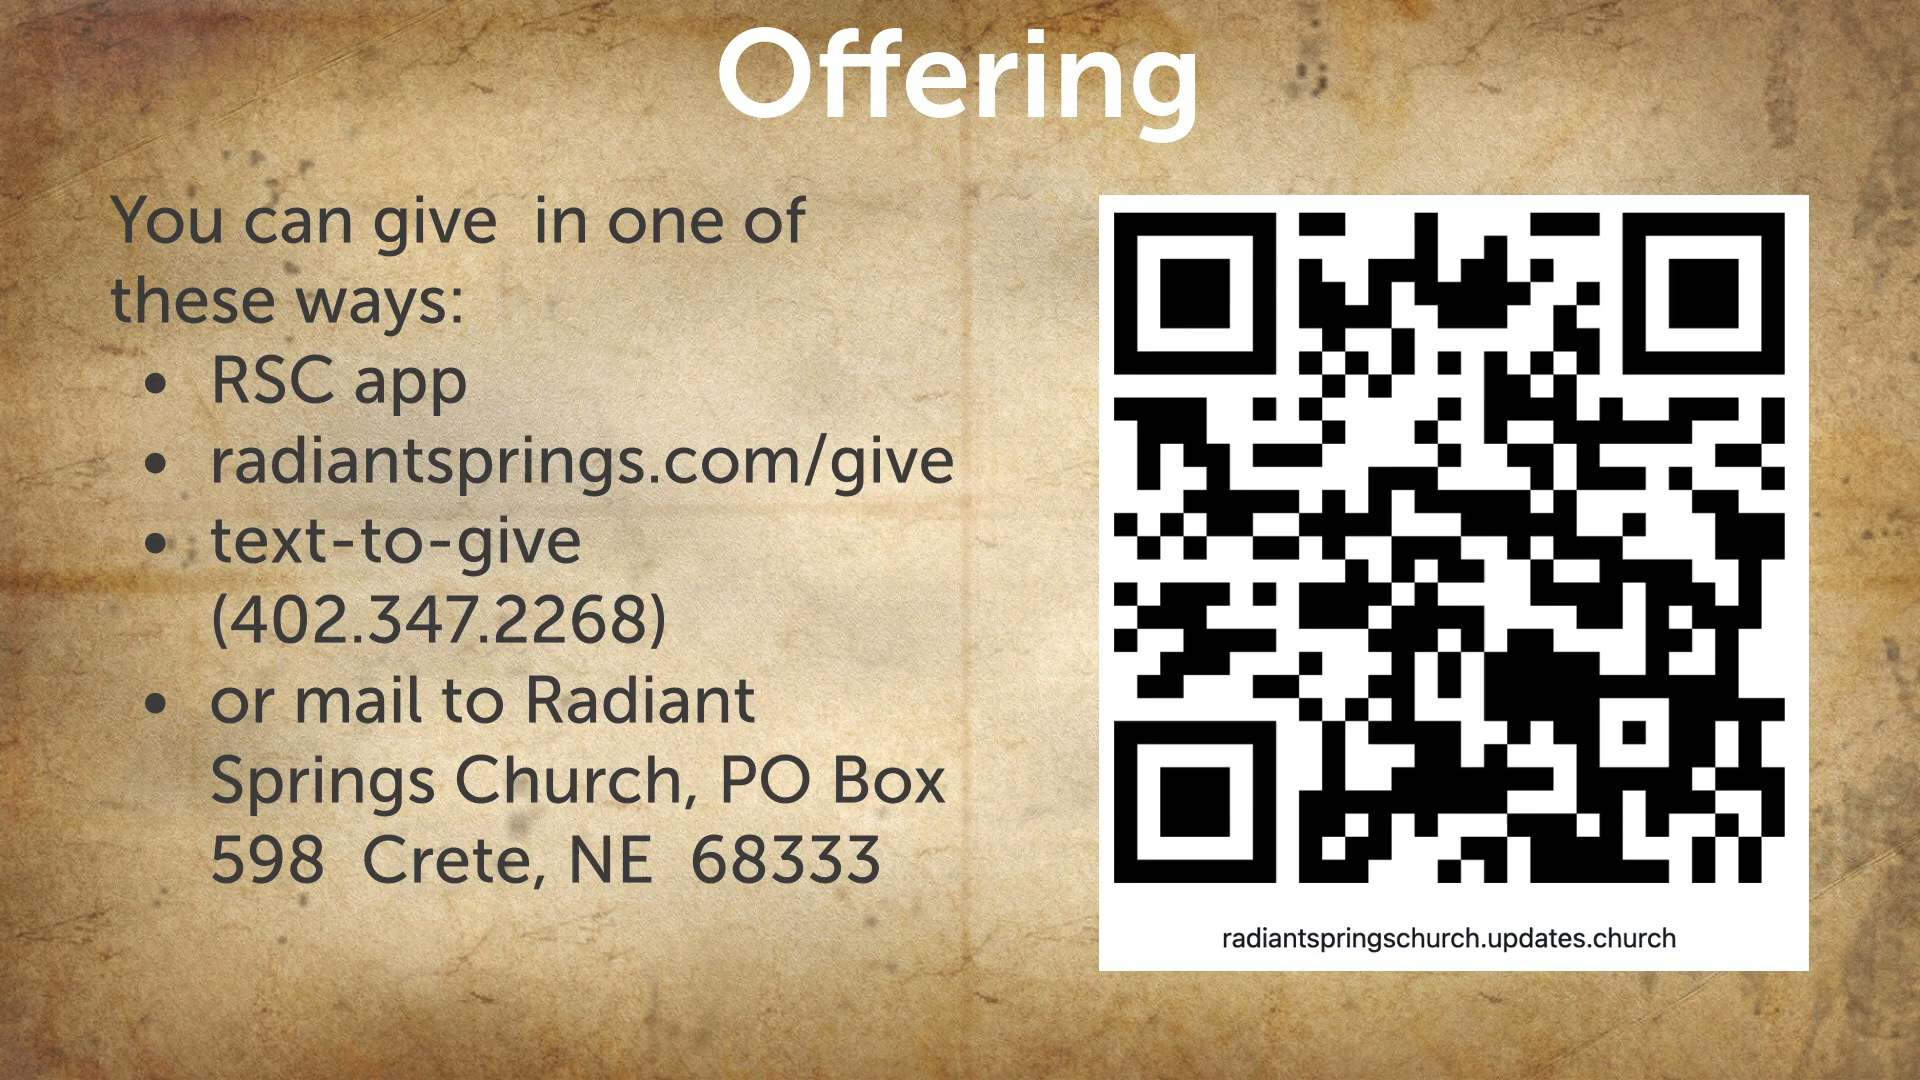 Offering
You can give  in one of
these ways:
• RSC app
• radiantsprings.com/give
• text-to-give
(402.347.2268)
• or mail to Radiant
Springs Church, PO Box
598  Crete, NE  68333
radiantspringschurch.updates.church